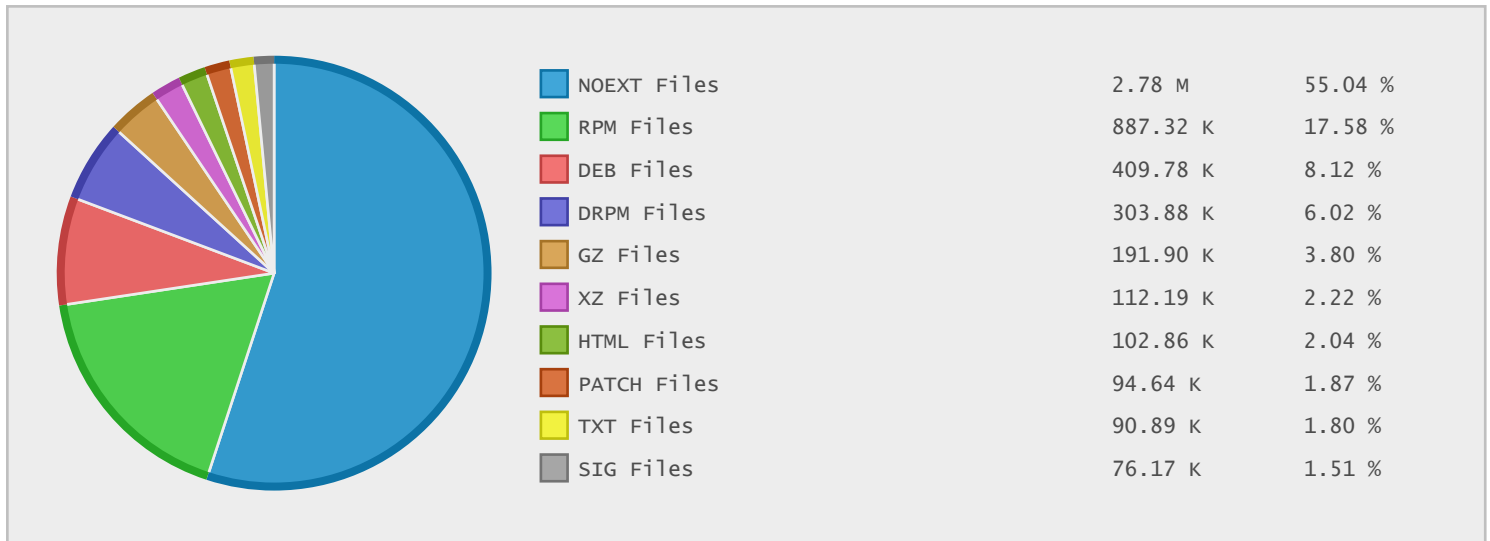 NOEXT Files 2.78 M 55.04 %
RPM Files 887.32 K 17.58 %
DEB Files 409.78 K 8.12 %
DRPM Files 303.88 K 6.02 %
GZ Files 191.90 K 3.80 %
XZ Files 112.19 K 2.22 %
HTML Files 102.86 K 2.04 %
PATCH Files 94.64 K 1.87 %
TXT Files 90.89 K 1.80 %
SIG Files 76.17 K 1.51 %